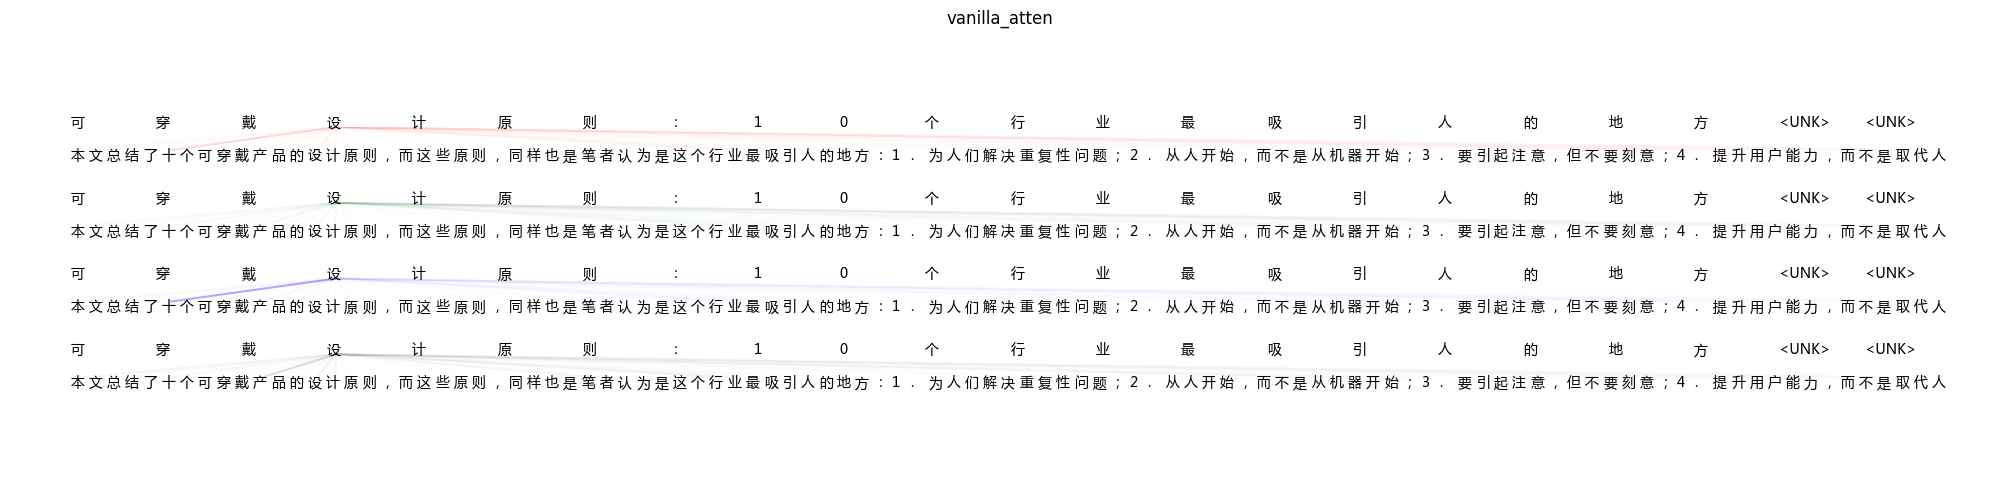 vanilla_atten
可 穿 戴 设 计 原 则 : 1 0 个 行 业 最 吸 引 人 的 地 方 <UNK> <UNK>
本文总结了十个可穿戴产品的设计原则,而这些原则,同样也是笔者认为是这个行业最吸引人的地方:1.为人们解决重复性问题;2.从人开始,而不是从机器开始;3.要引起注意,但不要刻意;4.提升用户能力,而不是取代人
可 穿 戴 设 计 原 则 : 1 0 个 行 业 最 吸 引 人 的 地 方 <UNK> <UNK>
本文总结了十个可穿戴产品的设计原则,而这些原则,同样也是笔者认为是这个行业最吸引人的地方:1.为人们解决重复性问题;2.从人开始,而不是从机器开始;3.要引起注意,但不要刻意;4.提升用户能力,而不是取代人
可 穿 戴 设 计 原 则 : 1 0 个 行 业 最 吸 引 人 的 地 方 <UNK> <UNK>
本文总结了十个可穿戴产品的设计原则,而这些原则,同样也是笔者认为是这个行业最吸引人的地方:1.为人们解决重复性问题;2.从人开始,而不是从机器开始;3.要引起注意,但不要刻意;4.提升用户能力,而不是取代人
可 穿 戴 设 计 原 则 : 1 0 个 行 业 最 吸 引 人 的 地 方 <UNK> <UNK>
本文总结了十个可穿戴产品的设计原则,而这些原则,同样也是笔者认为是这个行业最吸引人的地方:1.为人们解决重复性问题;2.从人开始,而不是从机器开始;3.要引起注意,但不要刻意;4.提升用户能力,而不是取代人